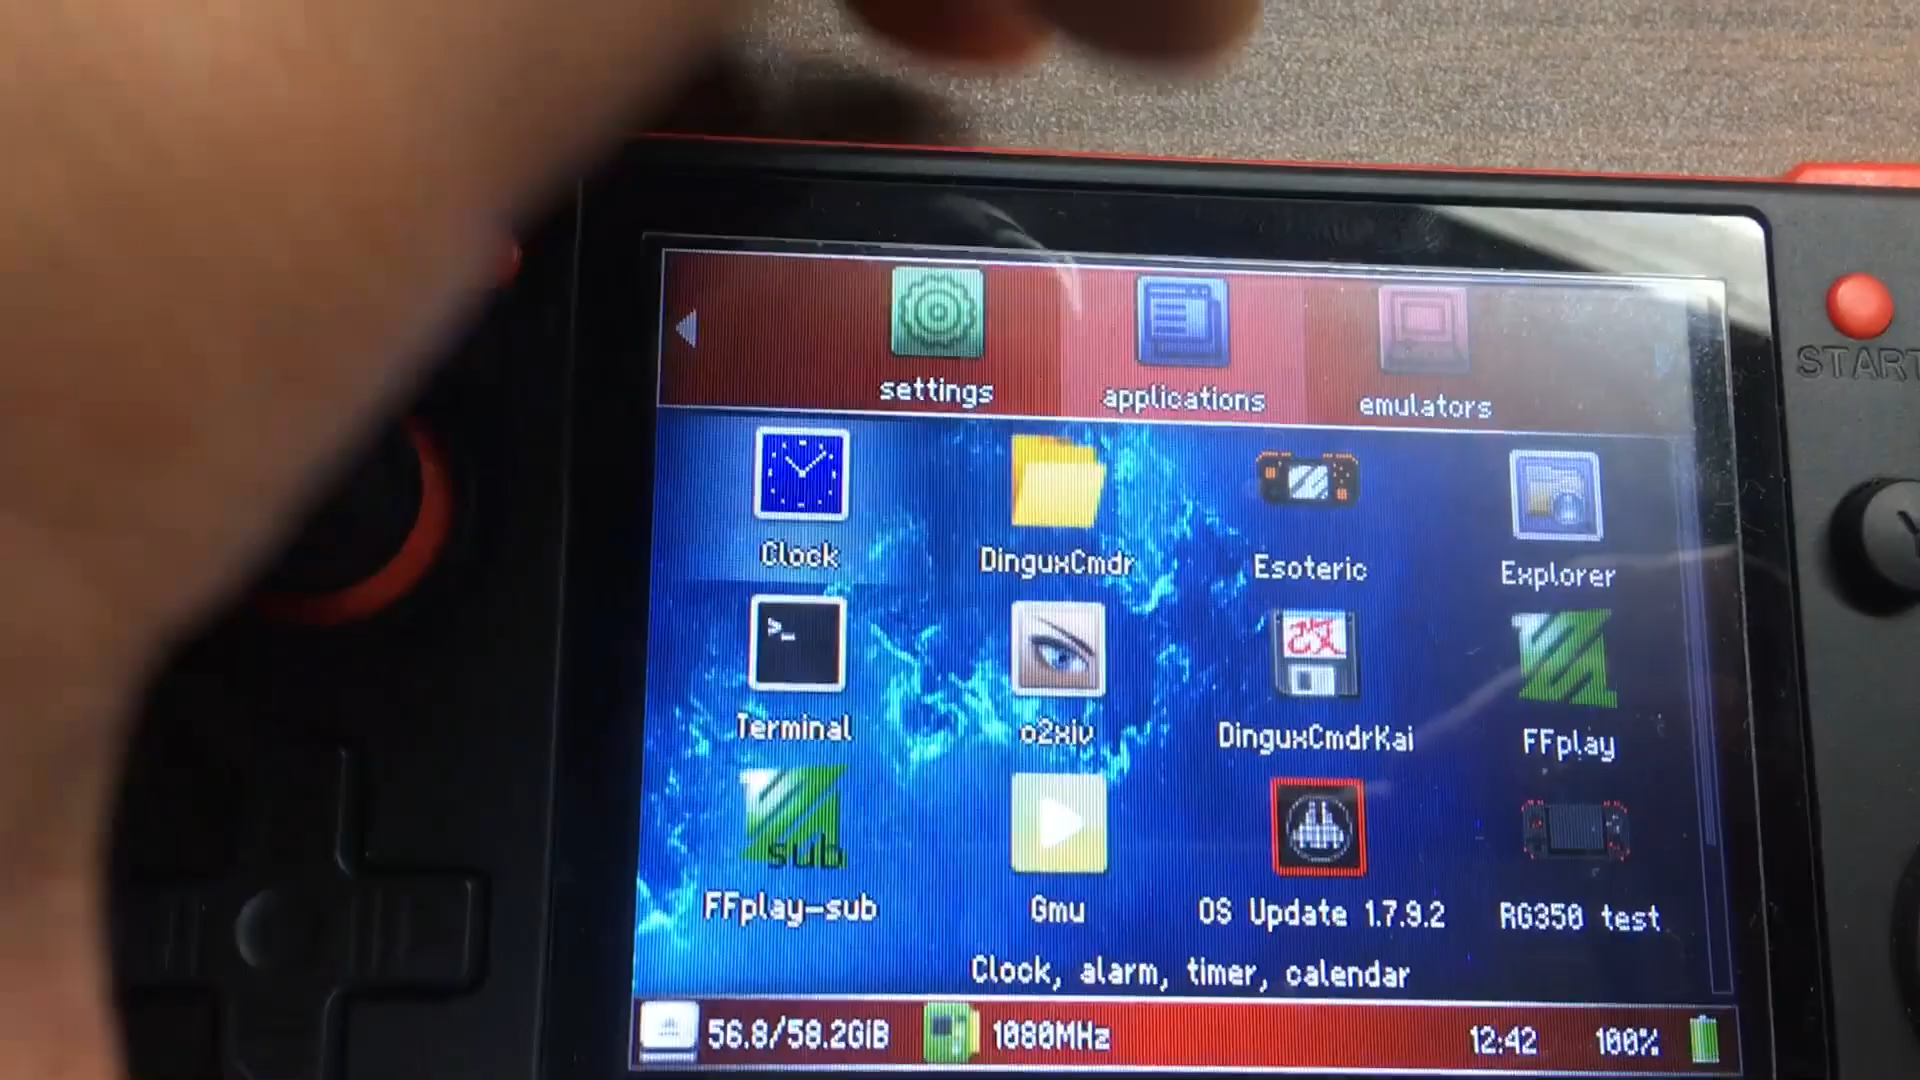 settings applications emulators
START
Clock DinguxCmdr Esoteric Explorer
Y
>_
Terminal o2xiv DinguxCmdrKai FFplay
sub
FFplay-sub Gmu OS Update 1.7.9.2 RG350 test
Clock, alarm, timer, calendar
56.8/58.2GiB 1080MHz 12:42 100%